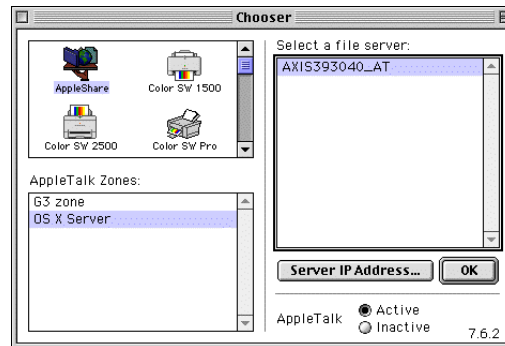 Chooser
AppleShare
Color SW 1500
Color SW 2500
Color SW Pro
AppleTalk Zones:
G3 zone
OS X Server
Select a file server:
AXIS393040_AT
Server IP Address...
OK
AppleTalk
Active
Inactive
7.6.2